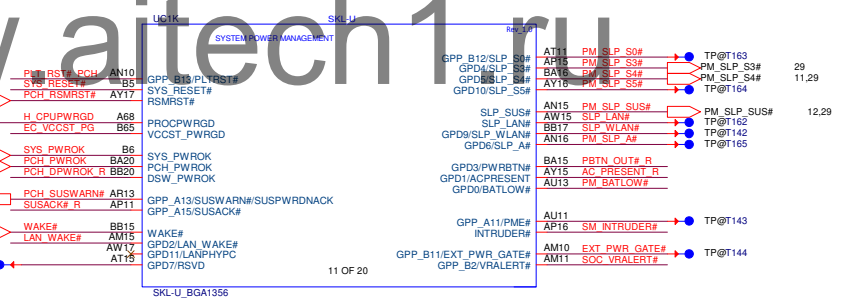 www.aitech1.ru
UC1K SKL-U
Rev_1.0
SYSTEM POWER MANAGEMENT
PLT_RST#_PCH AN10 GPP_B13/PLTRST#
SYS_RESET# B5 SYS_RESET#
PCH_RSMRST# AY17 RSMRST#
H_CPUPWRGD A68 PROCPWRGD
EC_VCCST_PG B65 VCCST_PWRGD
SYS_PWROK B6 SYS_PWROK
PCH_PWROK BA20 PCH_PWROK
PCH_DPWROK_R BB20 DSW_PWROK
PCH_SUSWARN# AR13 GPP_A13/SUSWARN#/SUSPWRDNACK
SUSACK#_R AP11 GPP_A15/SUSACK#
WAKE# BB15 WAKE#
LAN_WAKE# AM15 GPD2/LAN_WAKE#
AW17 GPD11/LANPHYPC
AT15 GPD7/RSVD
GPP_B12/SLP_S0# AT11 PM_SLP_S0# TP@T163
GPD4/SLP_S3# AP15 PM_SLP_S3# PM_SLP_S3# 29
GPD5/SLP_S4# BA16 PM_SLP_S4# PM_SLP_S4# 11,29
GPD10/SLP_S5# AY16 PM_SLP_S5# TP@T164
SLP_SUS# AN15 PM_SLP_SUS# PM_SLP_SUS# 12,29
SLP_LAN# AW15 SLP_LAN# TP@T162
GPD9/SLP_WLAN# BB17 SLP_WLAN# TP@T142
GPD6/SLP_A# AN16 PM_SLP_A# TP@T165
GPD3/PWRBTN# BA15 PBTN_OUT#_R
GPD1/ACPRESENT AY15 AC_PRESENT_R
GPD0/BATLOW# AU13 PM_BATLOW#
GPP_A11/PME# AU11 TP@T143
INTRUDER# AP16 SM_INTRUDER#
GPP_B11/EXT_PWR_GATE# AM10 EXT_PWR_GATE# TP@T144
GPP_B2/VRALERT# AM11 SOC_VRALERT#
11 OF 20
SKL-U_BGA1356